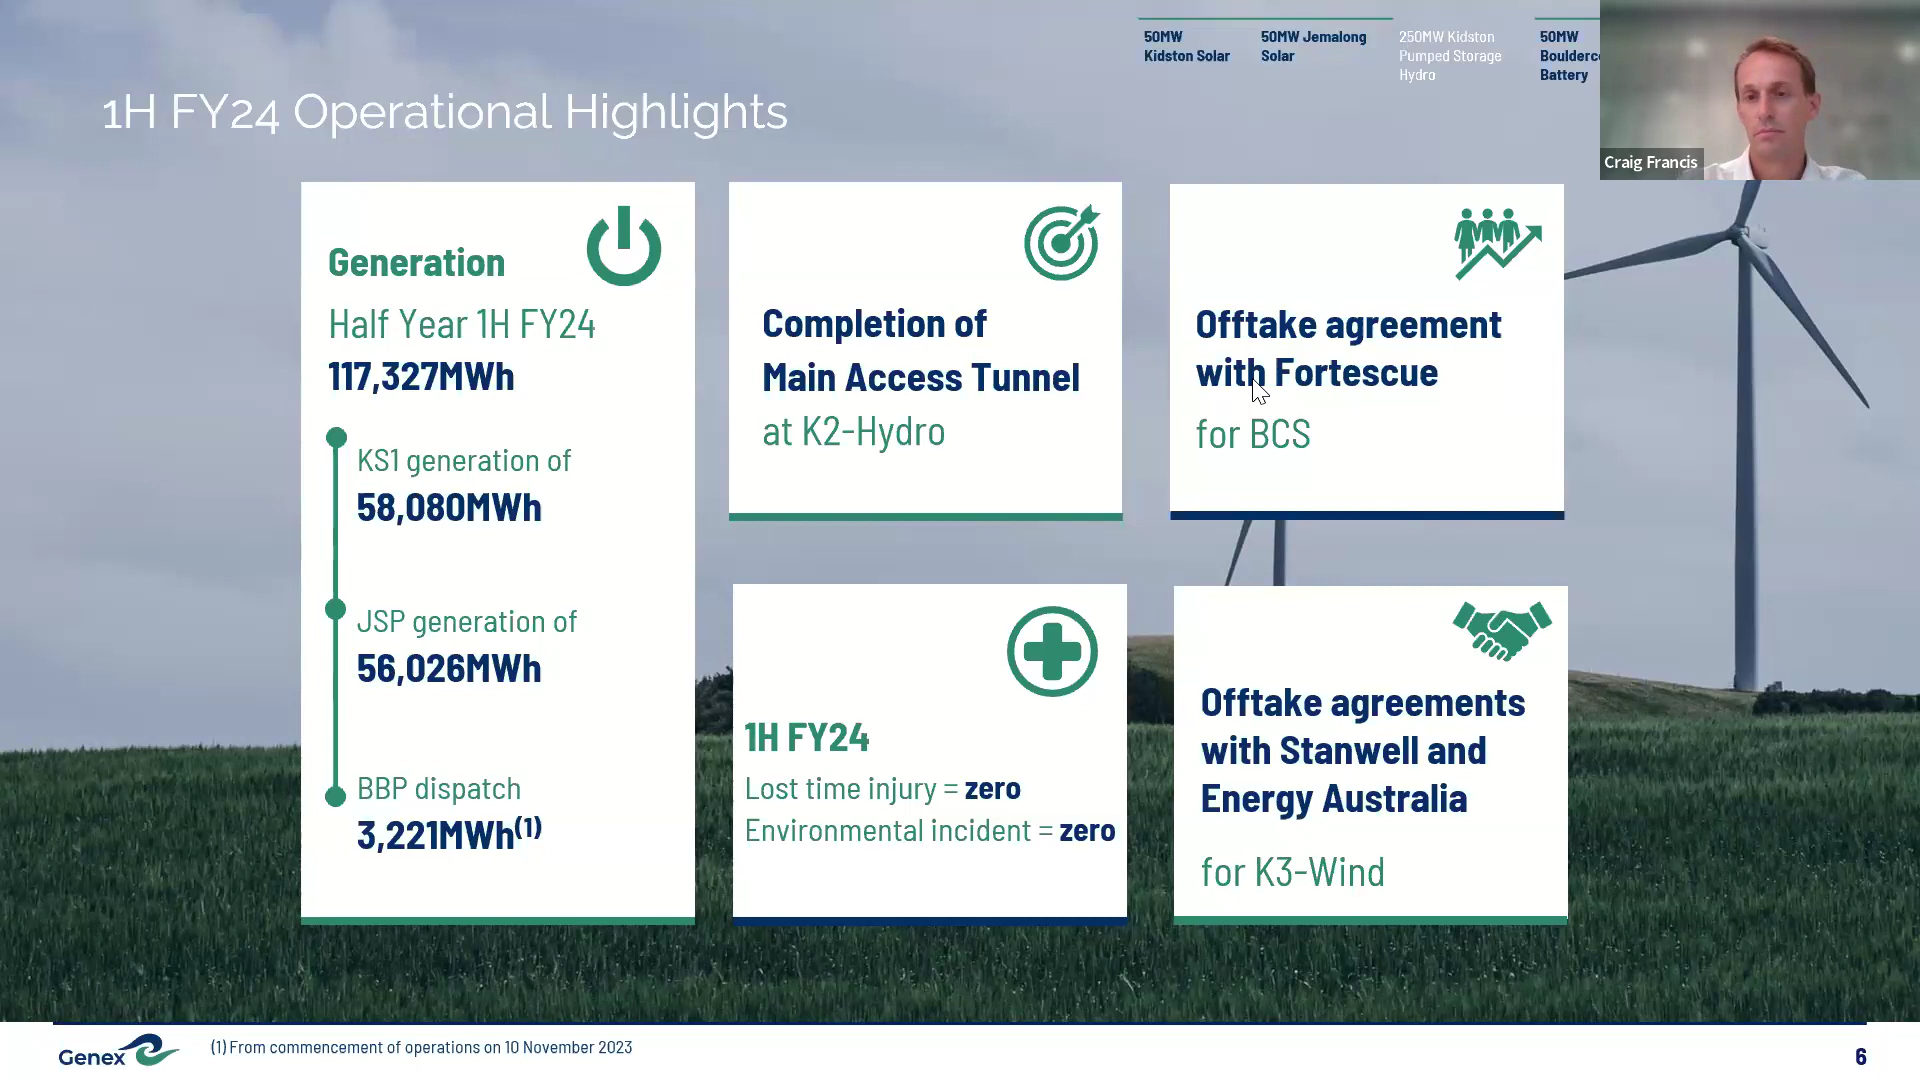 50MW
Kidston Solar
50MW Jemalong
Solar
250MW Kidston
Pumped Storage
Hydro
50MW
Battery
Craig Francis
1H FY24 Operational Highlights
Generation
Half Year 1H FY24
117,327MWh
KS1 generation of
58,080MWh
JSP generation of
56,026MWh
BBP dispatch
3,221MWh(1)
Completion of
Main Access Tunnel
at K2-Hydro
Offtake agreement
with Fortescue
for BCS
1H FY24
Lost time injury = zero
Environmental incident = zero
Offtake agreements
with Stanwell and
Energy Australia
for K3-Wind
Genex
(1) From commencement of operations on 10 November 2023
6